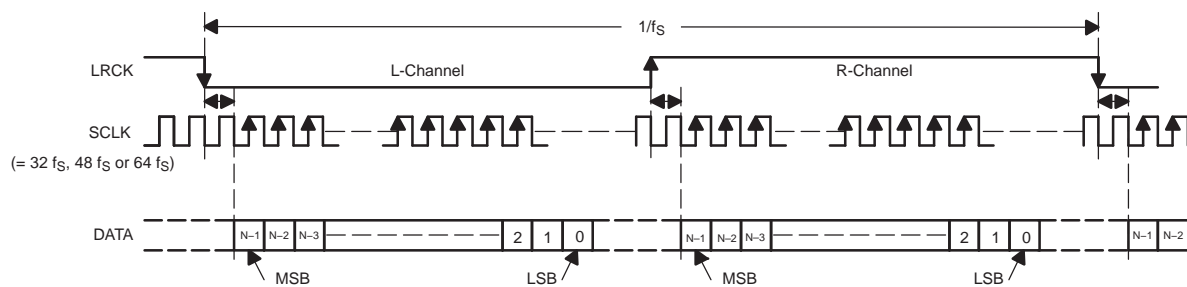 1/fS
LRCK
L-Channel
R-Channel
SCLK
(= 32 fS, 48 fS or 64 fS)
DATA
N–1 N–2 N–3 2 1 0 N–1 N–2 N–3 2 1 0 N–1 N–2
MSB LSB MSB LSB